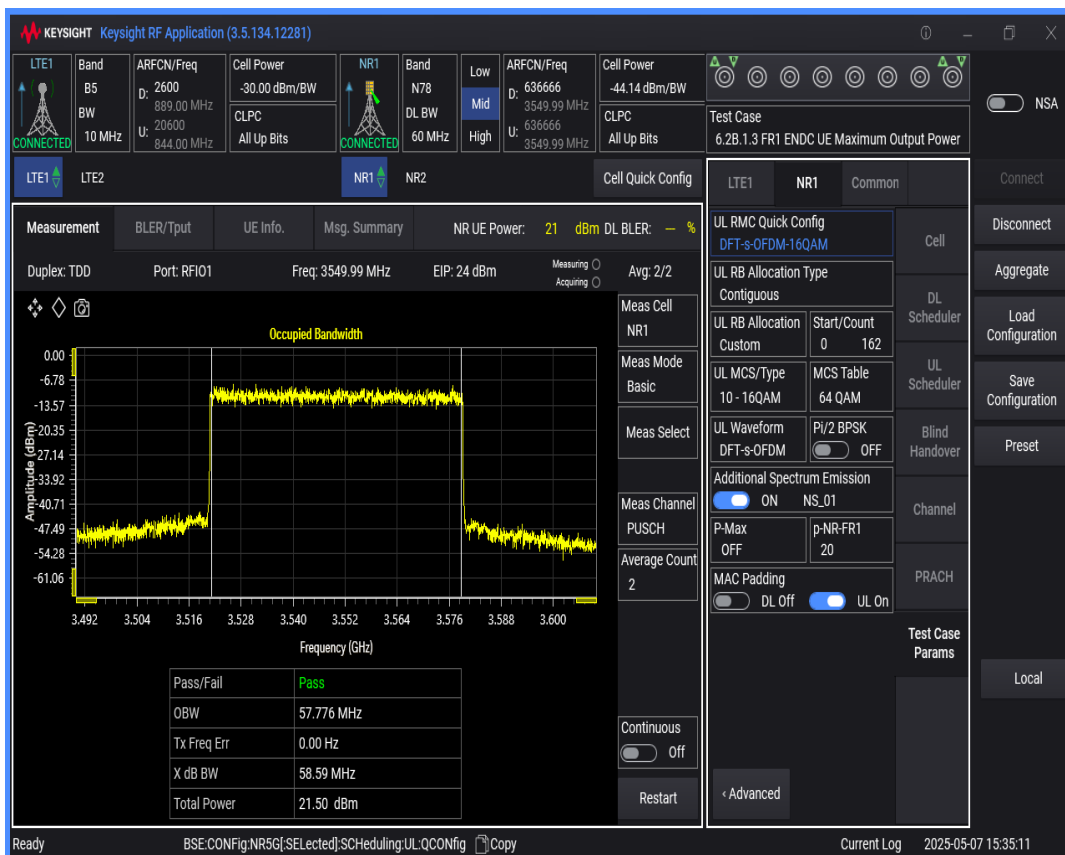 KEYSIGHT Keysight RF Application (3.5.134.12281)
LTE1 Band ARFCN/Freq Cell Power NR1 Band Low ARFCN/Freq Cell Power
B5 D: 2600 -30.00 dBm/BW N78 D: 636666 -44.14 dBm/BW
889.00 MHz 3549.99 MHz
BW CLPC DL BW Mid CLPC Test Case NSA
U: 20600 U: 636666
CONNECTED 10 MHz 844.00 MHz All Up Bits CONNECTED 60 MHz High 3549.99 MHz All Up Bits 6.2B.1.3 FR1 ENDC UE Maximum Output Power
LTE1 LTE2 NR1 NR2 Cell Quick Config
LTE1 NR1 Common Connect
Measurement BLER/Tput UE Info. Msg. Summary NR UE Power: 21 dBm DL BLER: — %
Duplex: TDD Port: RFIO1 Freq: 3549.99 MHz EIP: 24 dBm Measuring Acquiring Avg: 2/2
Occupied Bandwidth
Amplitude (dBm)
0.00
-6.78
-13.57
-20.35
-27.14
-33.92
-40.71
-47.49
-54.28
-61.06
3.492 3.504 3.516 3.528 3.540 3.552 3.564 3.576 3.588 3.600
Frequency (GHz)
Pass/Fail Pass
OBW 57.776 MHz
Tx Freq Err 0.00 Hz
X dB BW 58.59 MHz
Total Power 21.50 dBm
Meas Cell
NR1
Meas Mode
Basic
Meas Select
Meas Channel
PUSCH
Average Count
2
Continuous
Off
Restart
UL RMC Quick Config
DFT-s-OFDM-16QAM
UL RB Allocation Type
Contiguous
UL RB Allocation Start/Count
Custom 0 162
UL MCS/Type MCS Table
10 - 16QAM 64 QAM
UL Waveform Pi/2 BPSK
DFT-s-OFDM OFF
Additional Spectrum Emission
ON NS_01
P-Max p-NR-FR1
OFF 20
MAC Padding
DL Off UL On
‹ Advanced
Cell
DL
Scheduler
UL
Scheduler
Blind
Handover
Channel
PRACH
Test Case
Params
Disconnect
Aggregate
Load
Configuration
Save
Configuration
Preset
Local
Ready BSE:CONFig:NR5G[:SELected]:SCHeduling:UL:QCONfig Copy Current Log 2025-05-07 15:35:11